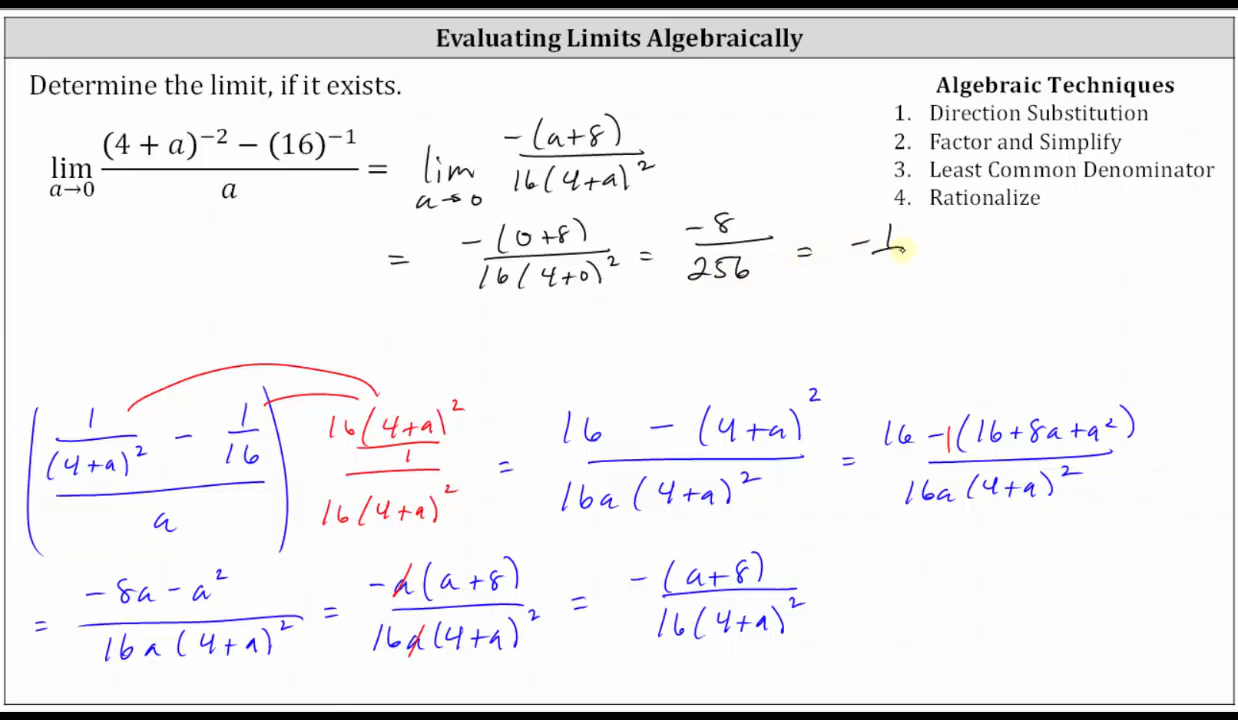 Evaluating Limits Algebraically
Determine the limit, if it exists.
lim a→0 ((4 + a)⁻² − (16)⁻¹)/a = lim a→0 (-(a+8))/(16(4+a)²)
= (-(0+8))/(16(4+0)²) = (-8)/(256) = -1
Algebraic Techniques
1. Direction Substitution
2. Factor and Simplify
3. Least Common Denominator
4. Rationalize
((1/(4+a)² - 1/16)/a) (16(4+a)²/1)/(16(4+a)²/1) = (16 - (4+a)²)/(16a(4+a)²) = (16 -1(16+8a+a²))/(16a(4+a)²)
= (-8a-a²)/(16a(4+a)²) = (-a(a+8))/(16a(4+a)²) = (-(a+8))/(16(4+a)²)